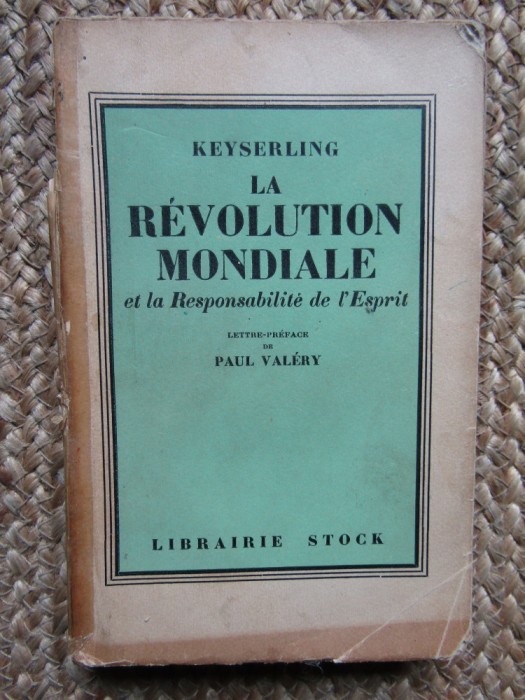 KEYSERLING
LA
RÉVOLUTION
MONDIALE
et la Responsabilité de l'Esprit
LETTRE-PRÉFACE
DE
PAUL VALÉRY
LIBRAIRIE STOCK